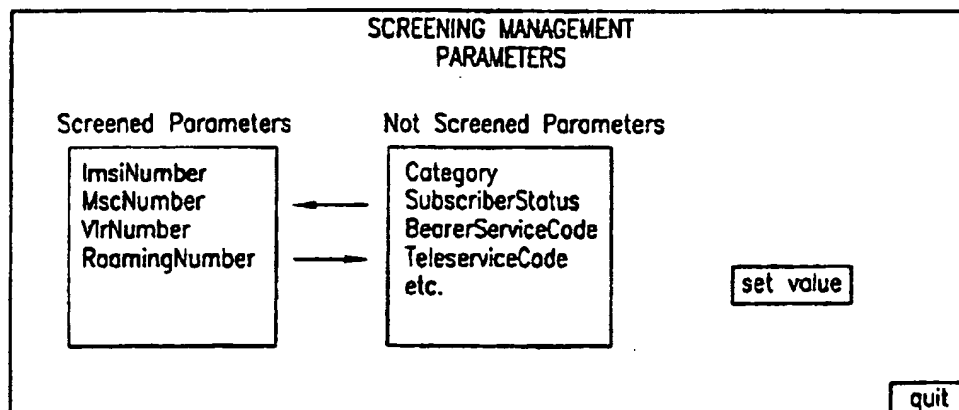 SCREENING MANAGEMENT
PARAMETERS
Screened Parameters
ImsiNumber
MscNumber
VlrNumber
RoamingNumber
Not Screened Parameters
Category
SubscriberStatus
BearerServiceCode
TeleserviceCode
etc.
set value
quit